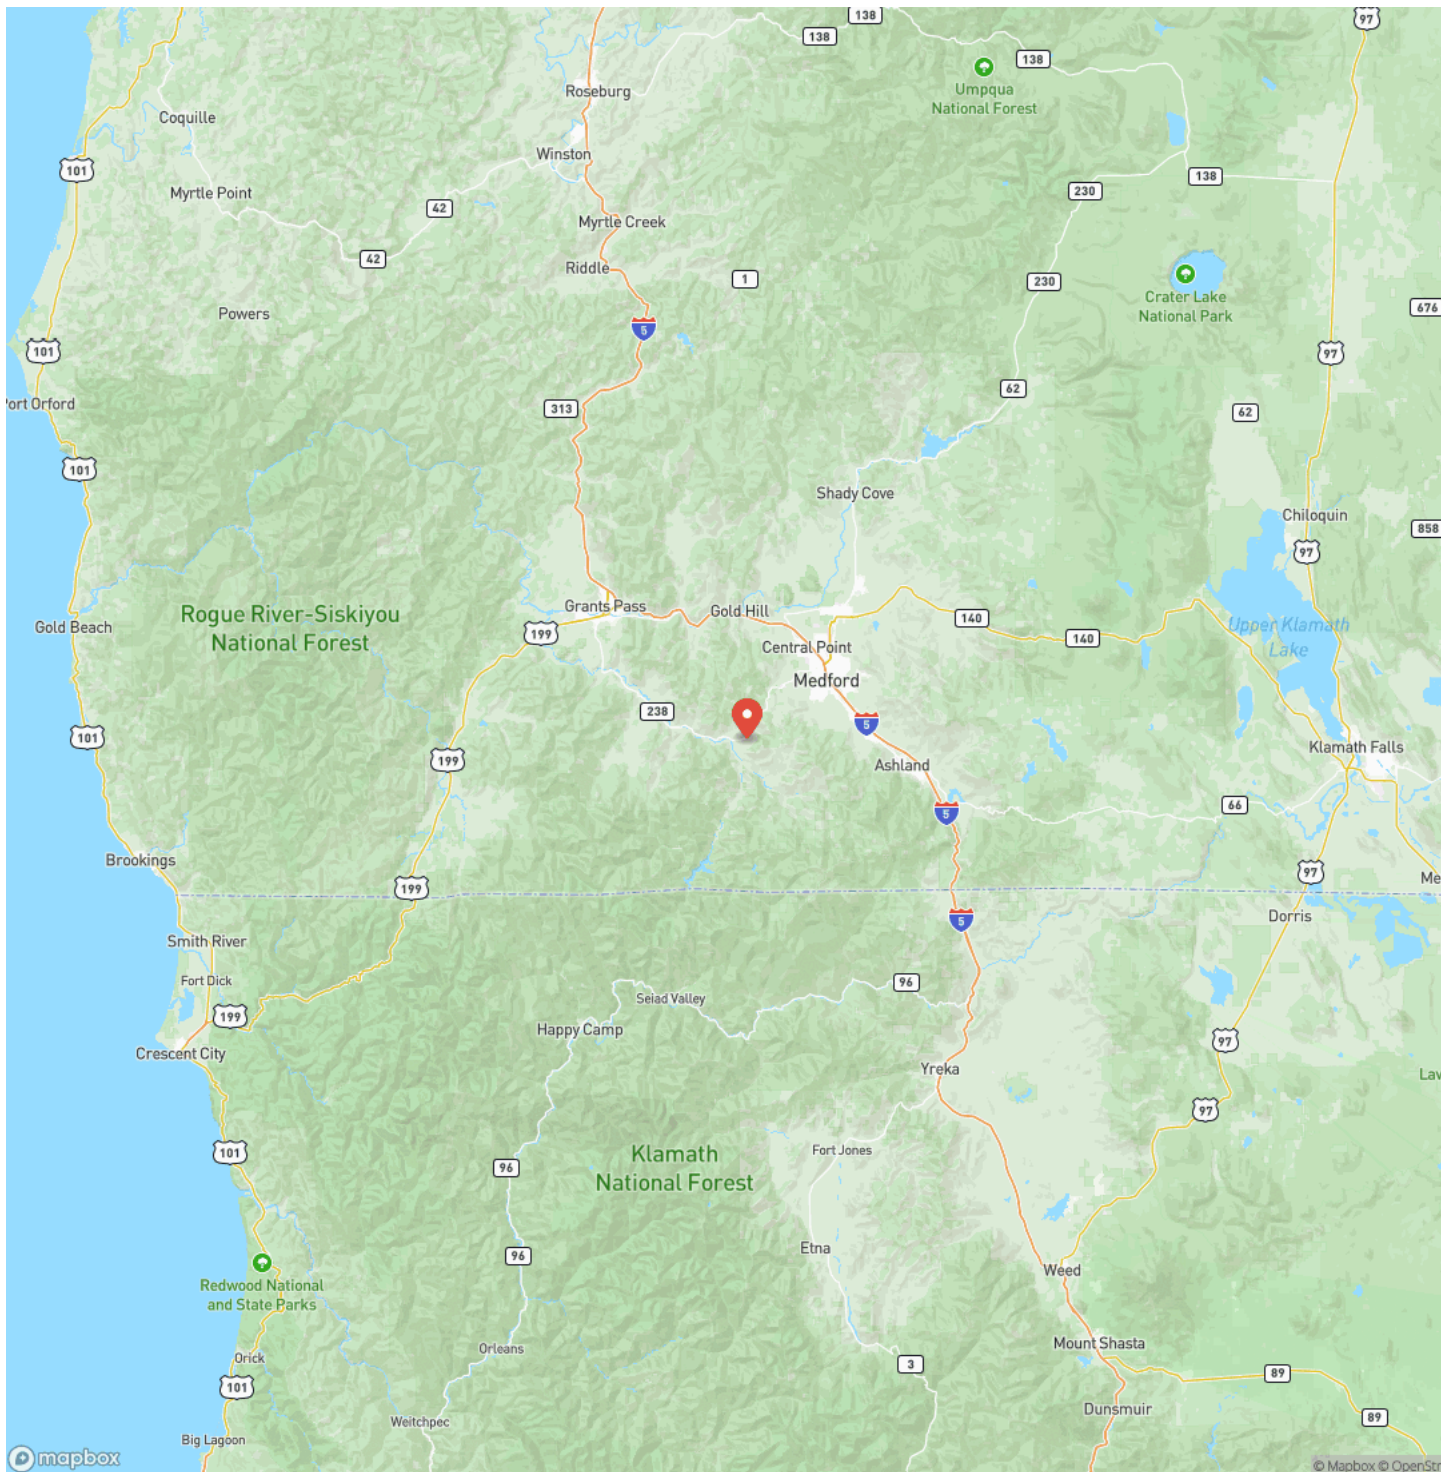 138
138
97
138
Umpqua
National Forest
Roseburg
Coquille
Winston
101
138
230
Myrtle Point
42
Myrtle Creek
42
Riddle
1
230
Crater Lake
National Park
676
Powers
5
101
97
62
Port Orford
313
62
101
Shady Cove
Chiloquin
858
97
Grants Pass
Gold Hill
Rogue River-Siskiyou
National Forest
140
Gold Beach
199
140
Upper Klamath
Lake
Central Point
Medford
238
5
101
Klamath Falls
199
Ashland
66
5
Brookings
97
199
Me
Dorris
5
Smith River
Fort Dick
96
Seiad Valley
199
Happy Camp
97
Crescent City
Yreka
Lav
97
101
Fort Jones
Klamath
National Forest
96
Etna
96
Weed
Redwood National
and State Parks
Mount Shasta
Orleans
Orick
3
89
101
Dunsmuir
89
Weitchpec
Big Lagoon
mapbox
© Mapbox © OpenStr